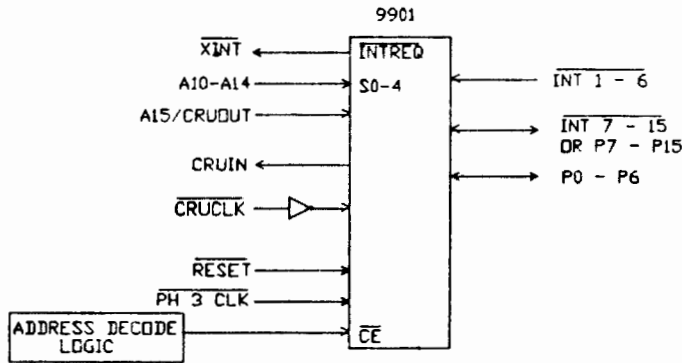 9901
XINT
INTREQ
A10-A14
S0-4
INT 1 - 6
A15/CRUOUT
INT 7 - 15
OR P7 - P15
CRUIN
P0 - P6
CRUCLK
RESET
PH 3 CLK
ADDRESS DECODE
LOGIC
CE